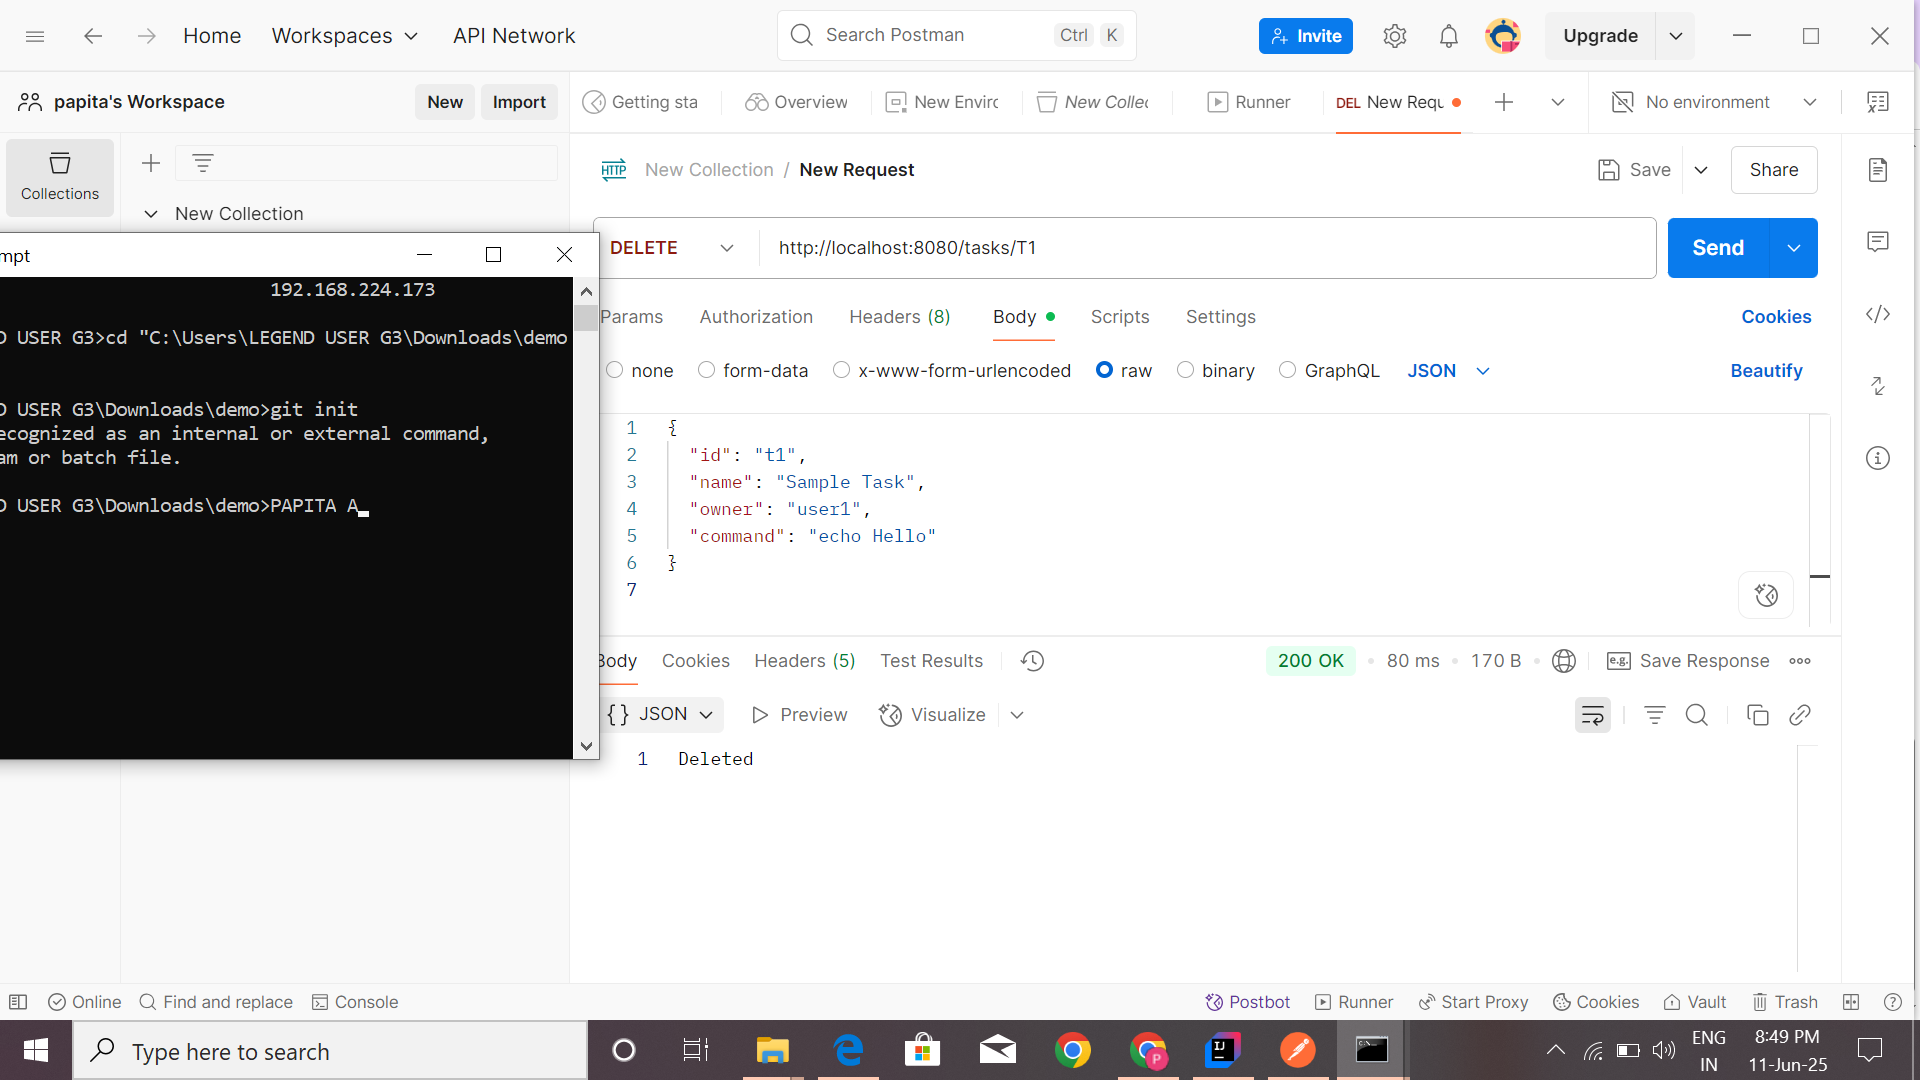 Home
Workspaces
API Network
Search Postman
Ctrl
K
Invite
Upgrade
papita's Workspace
New
Import
Getting sta
Overview
New Enviro
New Collec
Runner
DEL New Requ
No environment
Collections
New Collection
New Collection / New Request
Save
Share
DELETE
http://localhost:8080/tasks/T1
Send
Params
Authorization
Headers (8)
Body
Scripts
Settings
Cookies
none
form-data
x-www-form-urlencoded
raw
binary
GraphQL
JSON
Beautify
1 {
2 "id": "t1",
3 "name": "Sample Task",
4 "owner": "user1",
5 "command": "echo Hello"
6 }
7
mpt
192.168.224.173
D USER G3>cd "C:\Users\LEGEND USER G3\Downloads\demo
D USER G3\Downloads\demo>git init
ecognized as an internal or external command,
am or batch file.
D USER G3\Downloads\demo>PAPITA A
Body
Cookies
Headers (5)
Test Results
200 OK
80 ms
170 B
e.g.
Save Response
{} JSON
Preview
Visualize
1 Deleted
Online
Find and replace
Console
Postbot
Runner
Start Proxy
Cookies
Vault
Trash
Type here to search
P
IJ
ENG
IN
8:49 PM
11-Jun-25
HTTP